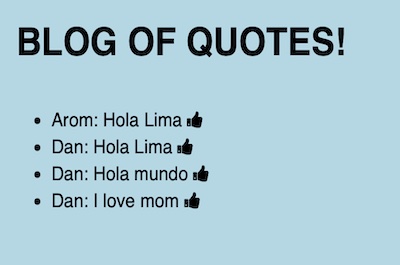 BLOG OF QUOTES!
• Arom: Hola Lima 👍
• Dan: Hola Lima 👍
• Dan: Hola mundo 👍
• Dan: I love mom 👍